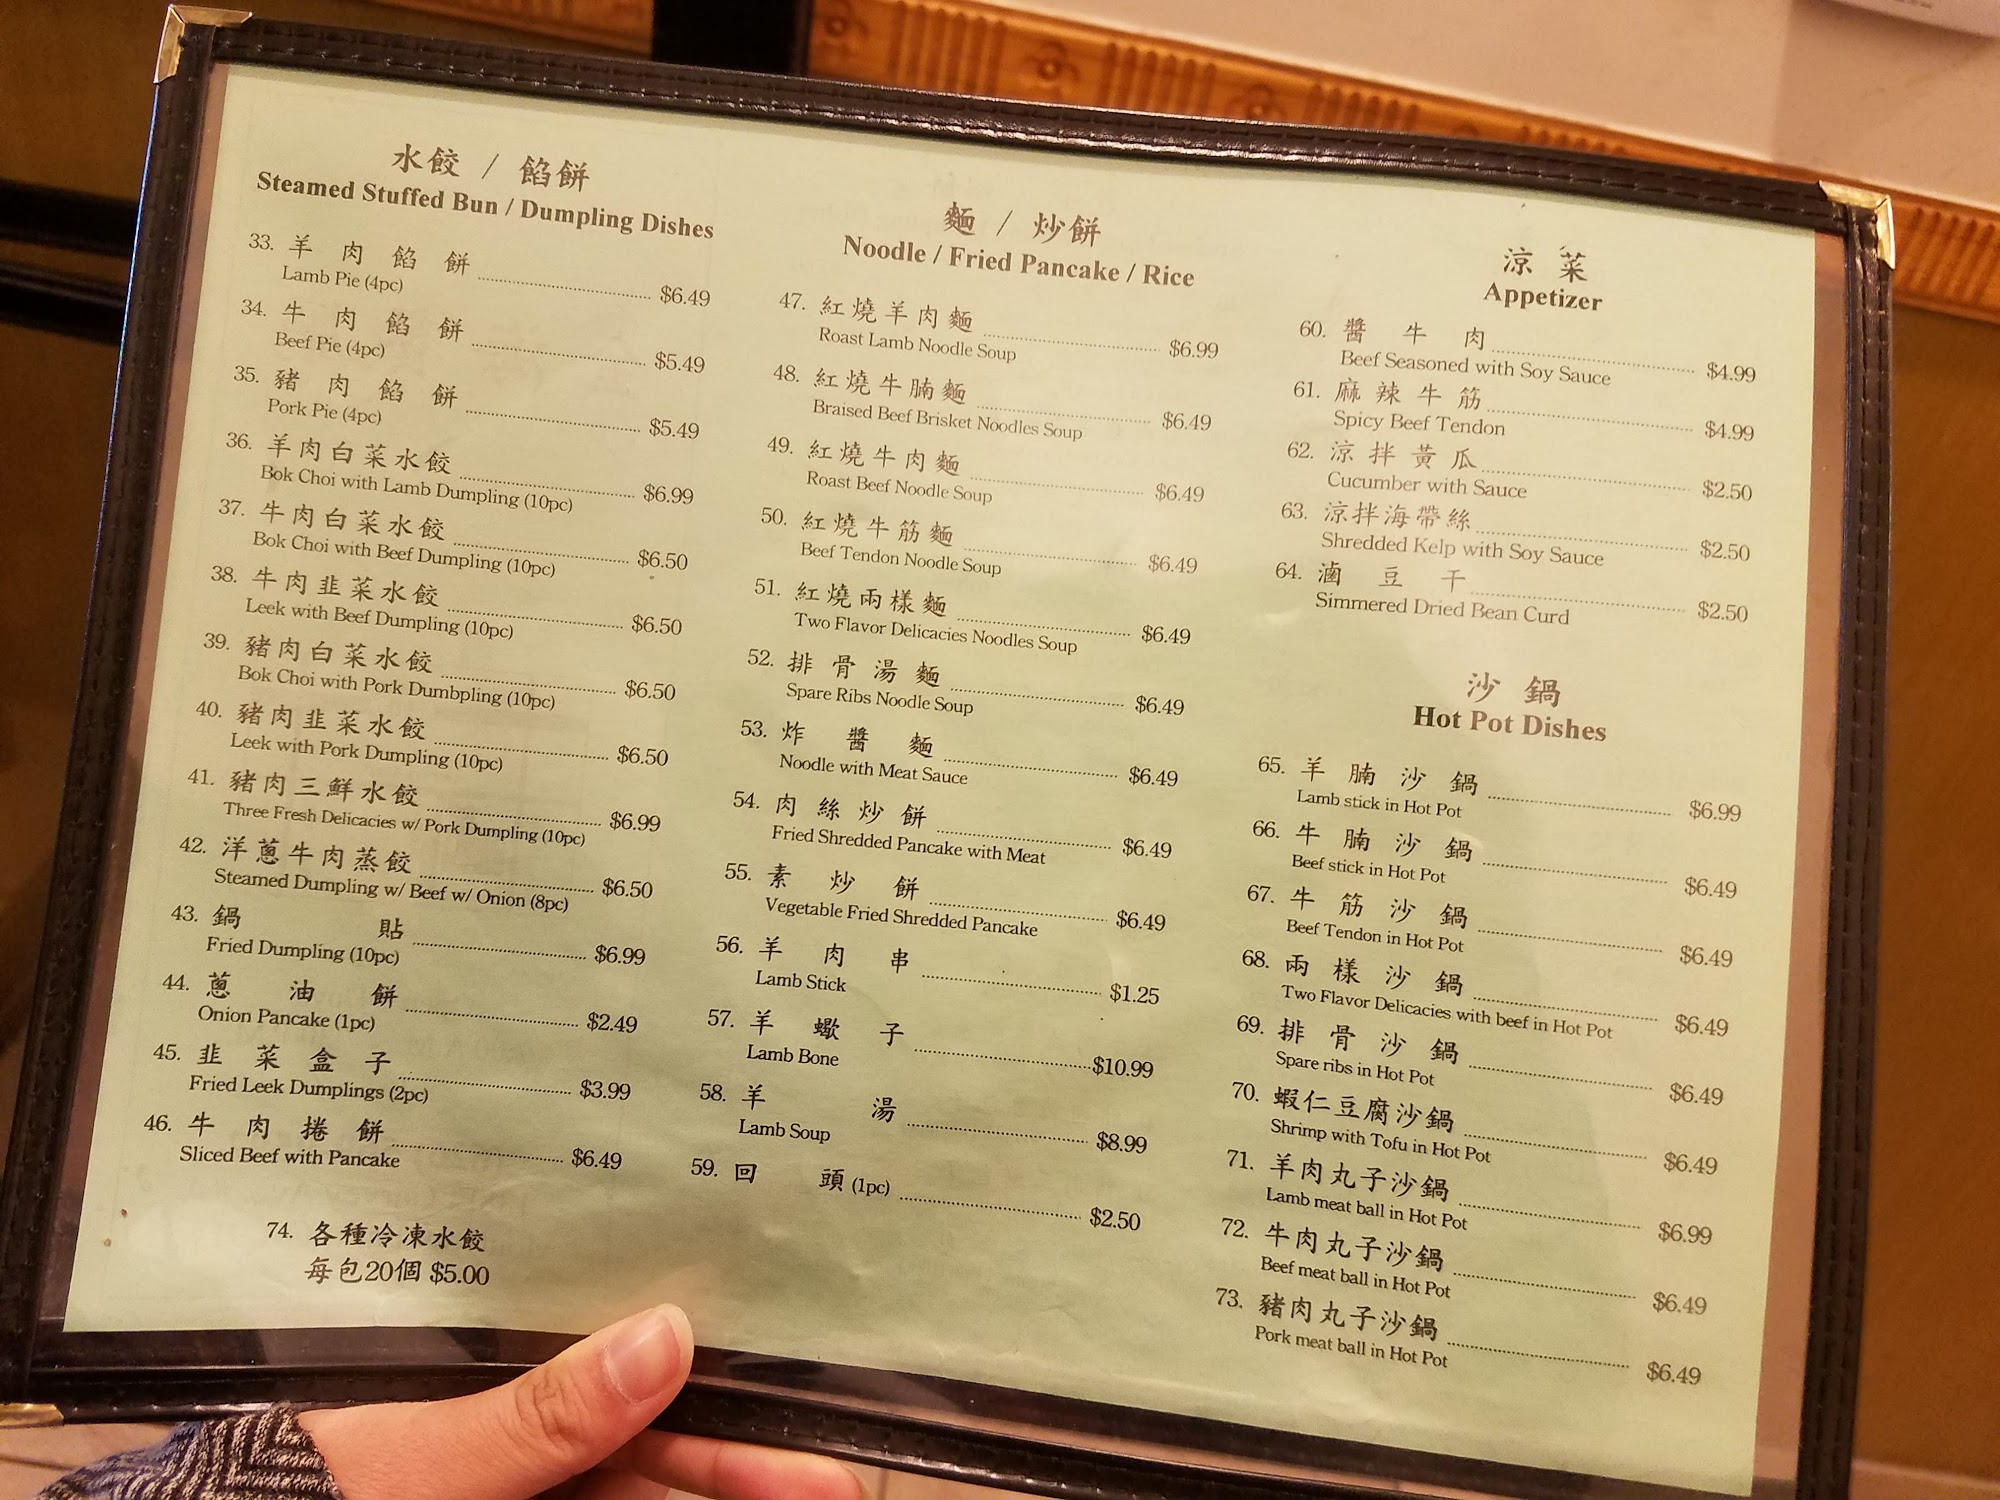 水餃 / 餡餅
Steamed Stuffed Bun / Dumpling Dishes
33. 羊肉餡餅 $6.49
Lamb Pie (4pc)
34. 牛肉餡餅 $5.49
Beef Pie (4pc)
35. 豬肉餡餅 $5.49
Pork Pie (4pc)
36. 羊肉白菜水餃 $6.99
Bok Choi with Lamb Dumpling (10pc)
37. 牛肉白菜水餃 $6.50
Bok Choi with Beef Dumpling (10pc)
38. 牛肉韭菜水餃 $6.50
Leek with Beef Dumpling (10pc)
39. 豬肉白菜水餃 $6.50
Bok Choi with Pork Dumbpling (10pc)
40. 豬肉韭菜水餃 $6.50
Leek with Pork Dumpling (10pc)
41. 豬肉三鮮水餃 $6.99
Three Fresh Delicacies w/ Pork Dumpling (10pc)
42. 洋蔥牛肉蒸餃 $6.50
Steamed Dumpling w/ Beef w/ Onion (8pc)
43. 鍋貼 $6.99
Fried Dumpling (10pc)
44. 蔥油餅 $2.49
Onion Pancake (1pc)
45. 韭菜盒子 $3.99
Fried Leek Dumplings (2pc)
46. 牛肉捲餅 $6.49
Sliced Beef with Pancake
74. 各種冷凍水餃
每包20個 $5.00
麵 / 炒餅
Noodle / Fried Pancake / Rice
47. 紅燒羊肉麵 $6.99
Roast Lamb Noodle Soup
48. 紅燒牛腩麵 $6.49
Braised Beef Brisket Noodles Soup
49. 紅燒牛肉麵 $6.49
Roast Beef Noodle Soup
50. 紅燒牛筋麵 $6.49
Beef Tendon Noodle Soup
51. 紅燒兩樣麵 $6.49
Two Flavor Delicacies Noodles Soup
52. 排骨湯麵 $6.49
Spare Ribs Noodle Soup
53. 炸醬麵 $6.49
Noodle with Meat Sauce
54. 肉絲炒餅 $6.49
Fried Shredded Pancake with Meat
55. 素炒餅 $6.49
Vegetable Fried Shredded Pancake
56. 羊肉串 $1.25
Lamb Stick
57. 羊蠍子 $10.99
Lamb Bone
58. 羊湯 $8.99
Lamb Soup
59. 回頭 (1pc) $2.50
涼菜
Appetizer
60. 醬牛肉 $4.99
Beef Seasoned with Soy Sauce
61. 麻辣牛筋 $4.99
Spicy Beef Tendon
62. 涼拌黃瓜 $2.50
Cucumber with Sauce
63. 涼拌海帶絲 $2.50
Shredded Kelp with Soy Sauce
64. 滷豆干 $2.50
Simmered Dried Bean Curd
沙鍋
Hot Pot Dishes
65. 羊腩沙鍋 $6.99
Lamb stick in Hot Pot
66. 牛腩沙鍋 $6.49
Beef stick in Hot Pot
67. 牛筋沙鍋 $6.49
Beef Tendon in Hot Pot
68. 兩樣沙鍋 $6.49
Two Flavor Delicacies with beef in Hot Pot
69. 排骨沙鍋 $6.49
Spare ribs in Hot Pot
70. 蝦仁豆腐沙鍋 $6.49
Shrimp with Tofu in Hot Pot
71. 羊肉丸子沙鍋 $6.99
Lamb meat ball in Hot Pot
72. 牛肉丸子沙鍋 $6.49
Beef meat ball in Hot Pot
73. 豬肉丸子沙鍋 $6.49
Pork meat ball in Hot Pot